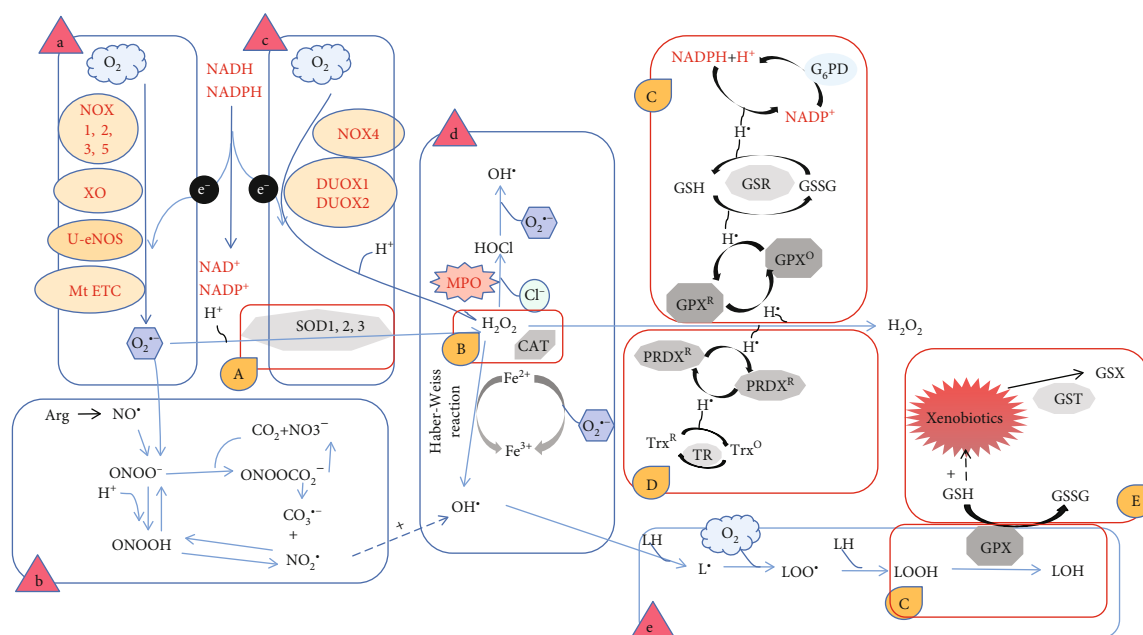 a
O₂
NOX
1, 2,
3, 5
XO
U-eNOS
Mt ETC
O₂•⁻
NADH
NADPH
e⁻
e⁻
NAD⁺
NADP⁺
H⁺
c
O₂
NOX4
DUOX1
DUOX2
H⁺
SOD1, 2, 3
A
d
OH•
O₂•⁻
HOCl
MPO
Cl⁻
H₂O₂
B
CAT
Haber-Weiss
reaction
Fe²⁺
O₂•⁻
Fe³⁺
OH•
H₂O₂
C
NADPH+H⁺
G₆PD
NADP⁺
H•
GSH
GSR
GSSG
H•
GPXᴼ
GPXᴿ
H•
H•
PRDXᴿ
PRDXᴿ
H•
Trxᴿ
TR
Trxᴼ
D
GSX
GST
Xenobiotics
+
GSH
GSSG
E
Arg
NO•
CO₂+NO3⁻
ONOO⁻
ONOOCO₂⁻
H⁺
CO₃•⁻
+
ONOOH
NO₂•
+
b
LH
O₂
LH
GPX
L•
LOO•
LOOH
LOH
C
e